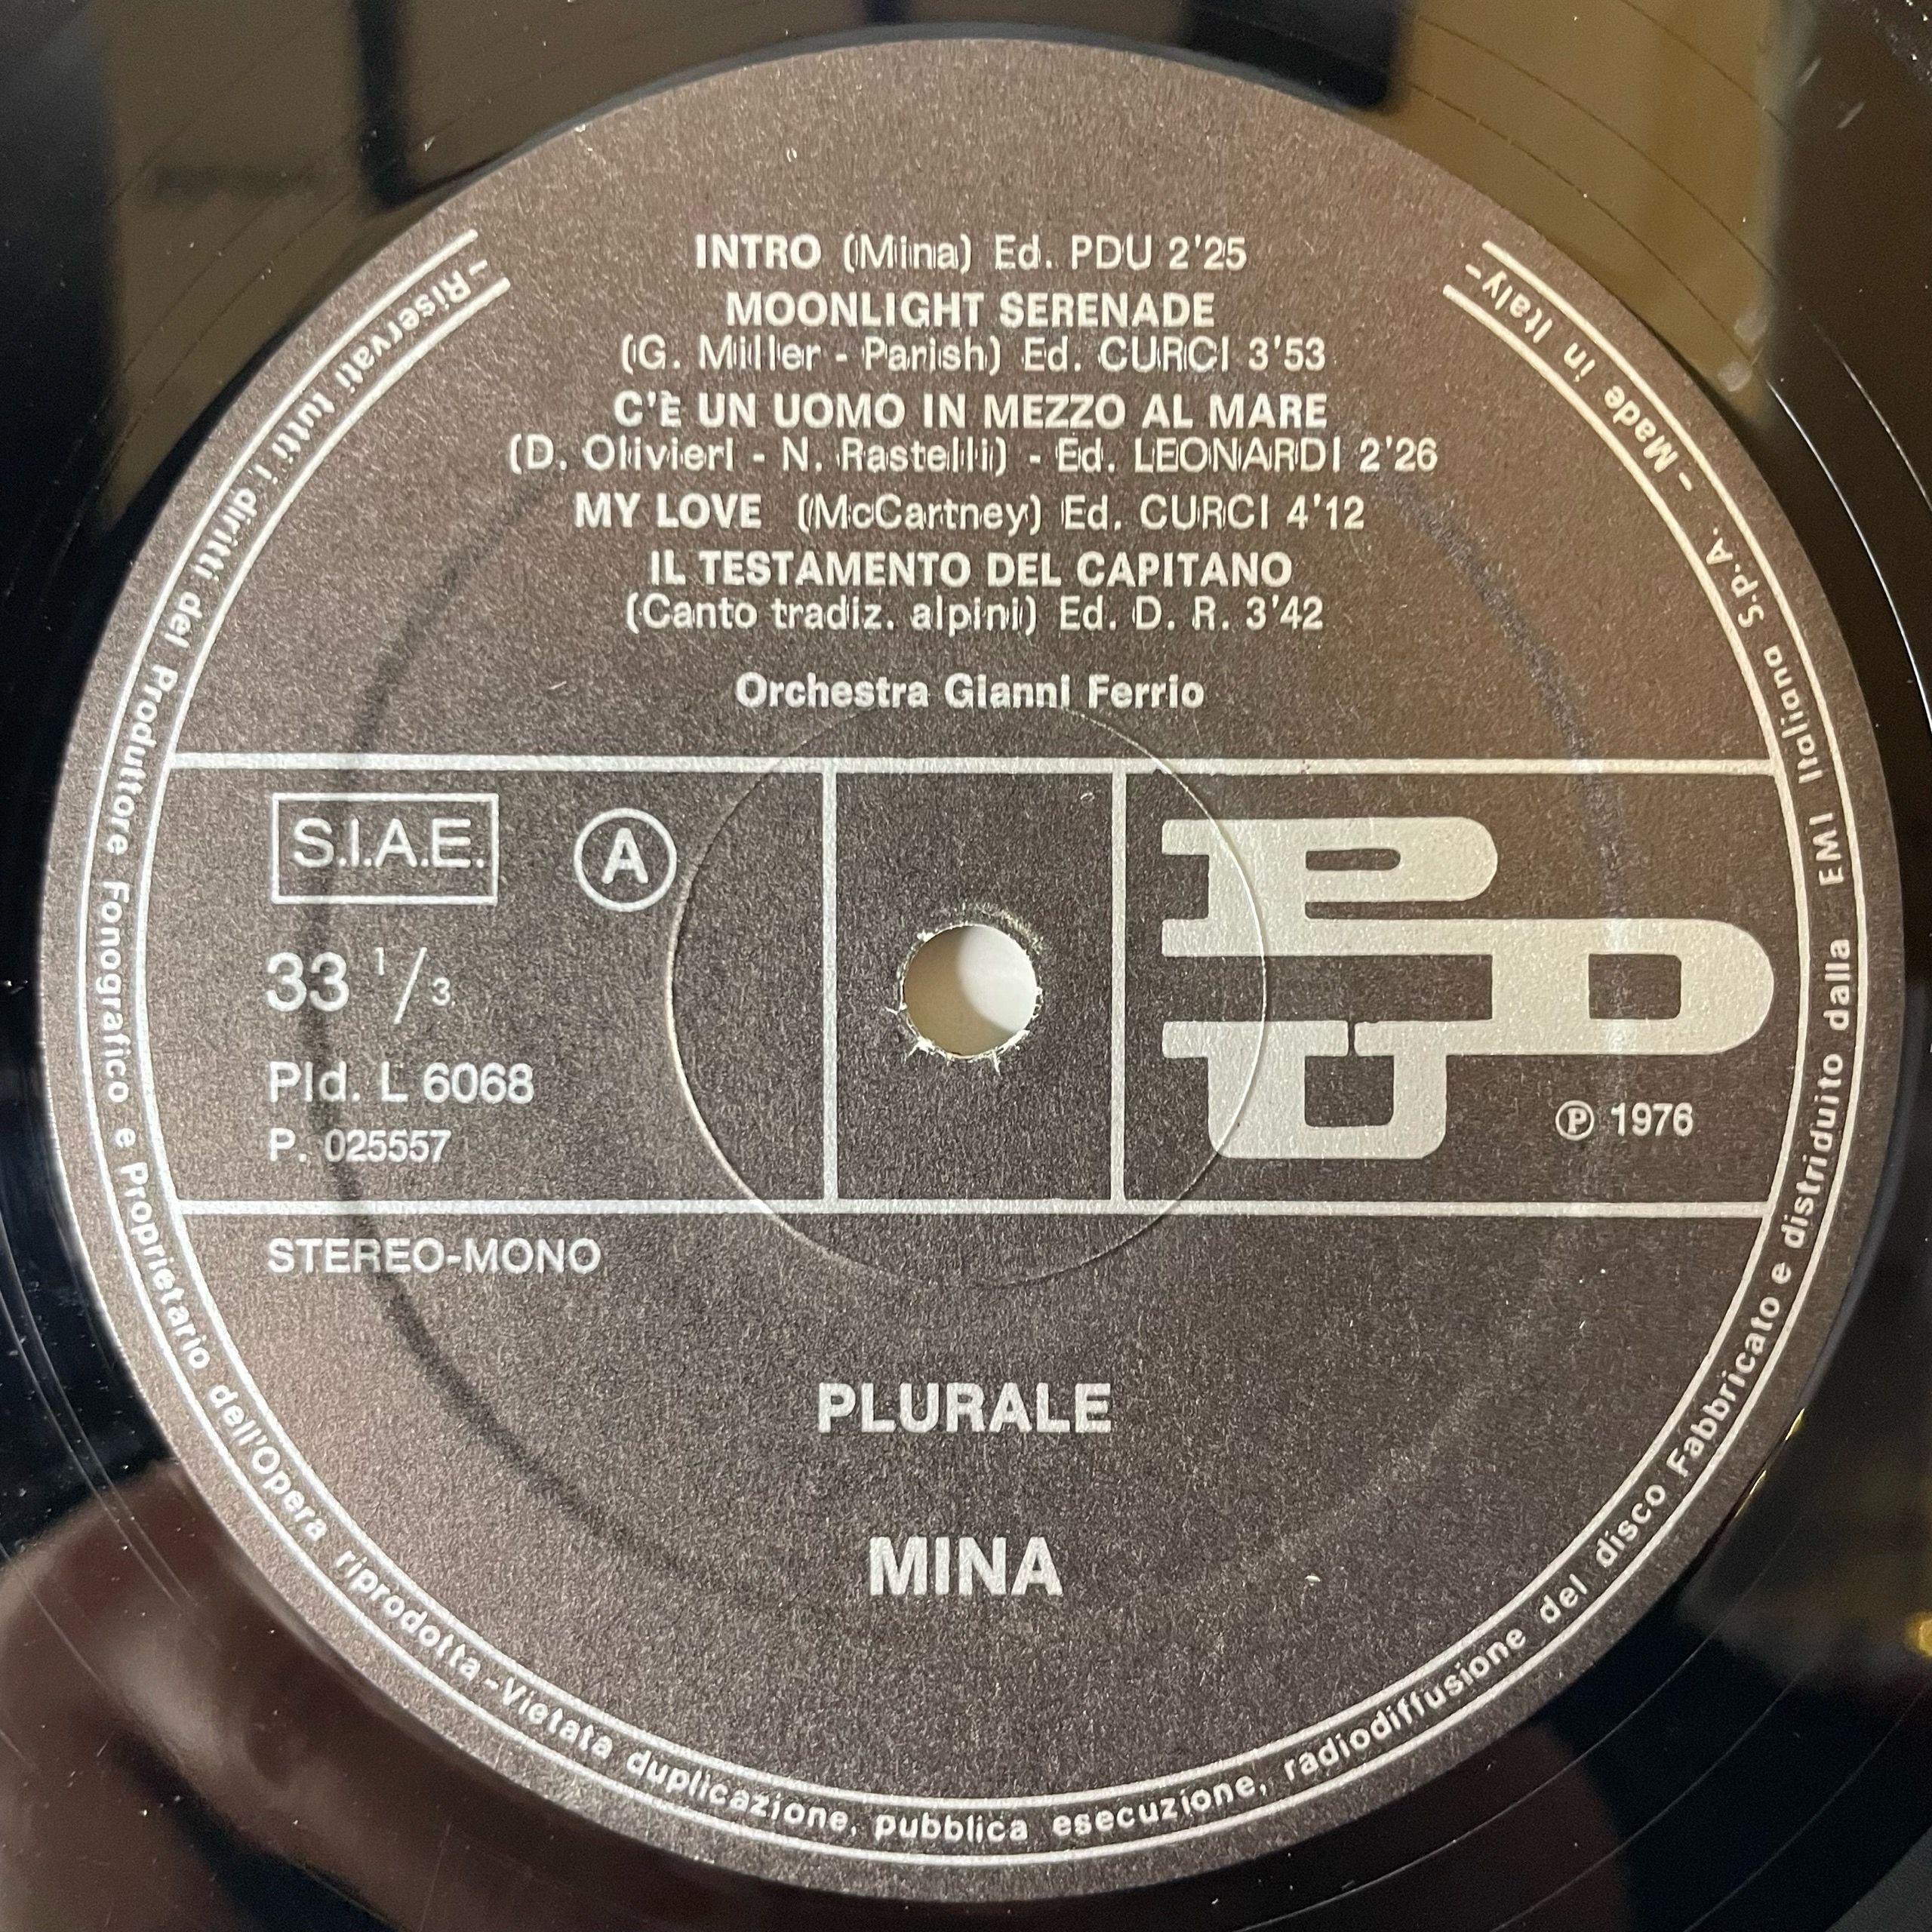 INTRO (Mina) Ed. PDU 2'25
MOONLIGHT SERENADE
(G. Miller - Parish) Ed. CURCI 3'53
C'È UN UOMO IN MEZZO AL MARE
(D. Olivieri - N. Rastelli) - Ed. LEONARDI 2'26
MY LOVE (McCartney) Ed. CURCI 4'12
IL TESTAMENTO DEL CAPITANO
(Canto tradiz. alpini) Ed. D. R. 3'42
Orchestra Gianni Ferrio
S.I.A.E. A
33 1/3
Pld. L 6068
P. 025557
STEREO-MONO
PDU
℗ 1976
PLURALE
MINA
-Riservati tutti i diritti del Produttore Fonografico e Proprietario dell'Opera riprodotta -Vietata duplicazione, pubblica esecuzione, radiodiffusione del disco Fabbricato e distriduito dalla EMI Italiana S.p.A. - Made in Italy-